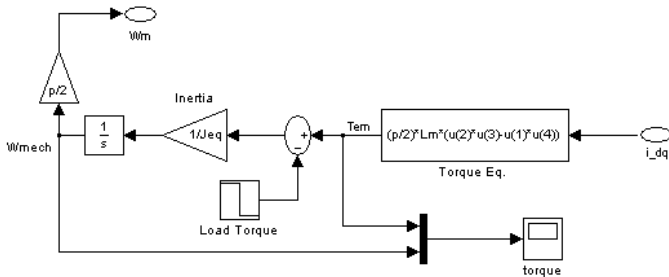 Wm
p/2
Inertia
1
s
1/Jeq
+
−
Tem
(p/2)*Lm*(u(2)*u(3)-u(1)*u(4))
Wmech
i_dq
Torque Eq.
Load Torque
torque